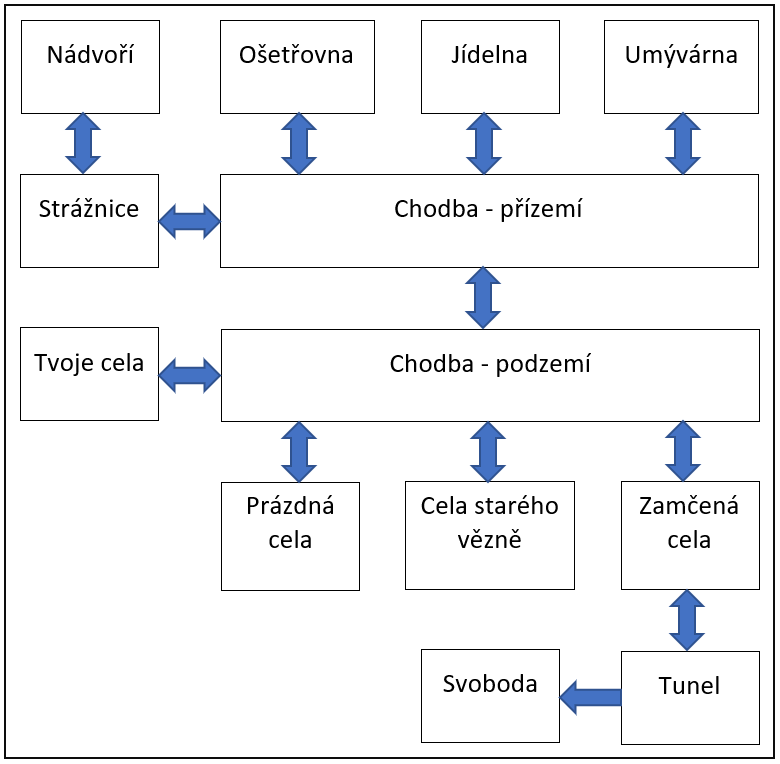 Nádvoří
Ošetřovna
Jídelna
Umývárna
Strážnice
Chodba - přízemí
Tvoje cela
Chodba - podzemí
Prázdná
cela
Cela starého
vězně
Zamčená
cela
Svoboda
Tunel